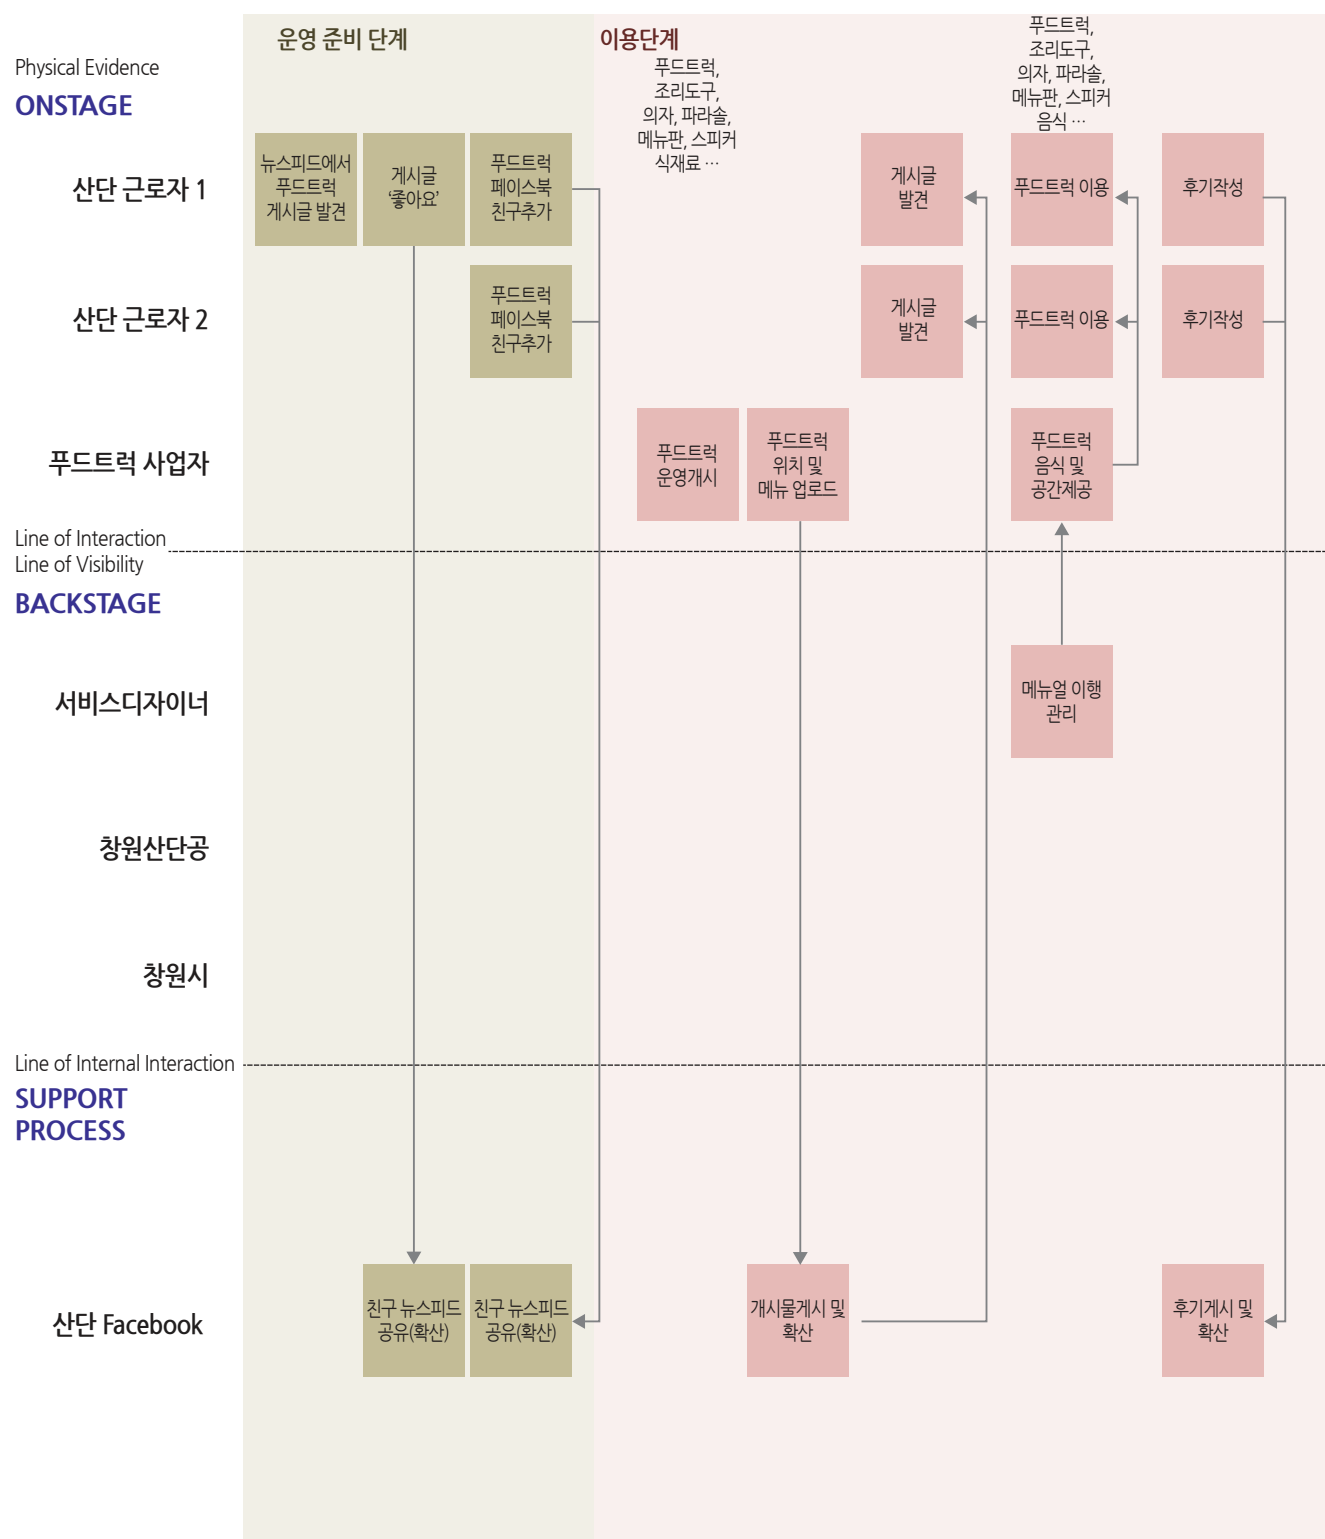 운영 준비 단계
이용단계
Physical Evidence
푸드트럭,
조리도구,
의자, 파라솔,
메뉴판, 스피커
식재료 …
푸드트럭,
조리도구,
의자, 파라솔,
메뉴판, 스피커
음식 …
ONSTAGE
산단 근로자 1
뉴스피드에서
푸드트럭
게시글 발견
게시글
‘좋아요’
푸드트럭
페이스북
친구추가
게시글
발견
푸드트럭 이용
후기작성
산단 근로자 2
푸드트럭
페이스북
친구추가
게시글
발견
푸드트럭 이용
후기작성
푸드트럭 사업자
푸드트럭
운영개시
푸드트럭
위치 및
메뉴 업로드
푸드트럭
음식 및
공간제공
Line of Interaction
Line of Visibility
BACKSTAGE
서비스디자이너
메뉴얼 이행
관리
창원산단공
창원시
Line of Internal Interaction
SUPPORT
PROCESS
산단 Facebook
친구 뉴스피드
공유(확산)
친구 뉴스피드
공유(확산)
개시물게시 및
확산
후기게시 및
확산